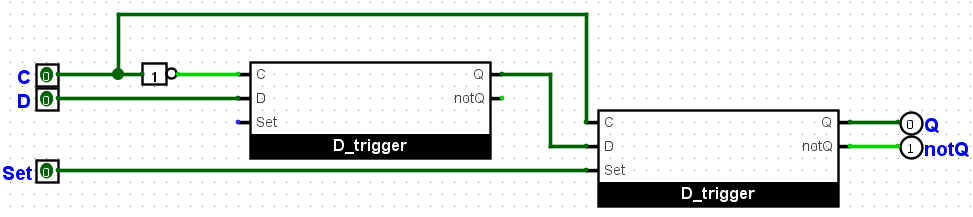 C 0 1 C Q
D 0 D notQ
Set
D_trigger
C Q 0 Q
D notQ 1 notQ
Set 0 Set
D_trigger